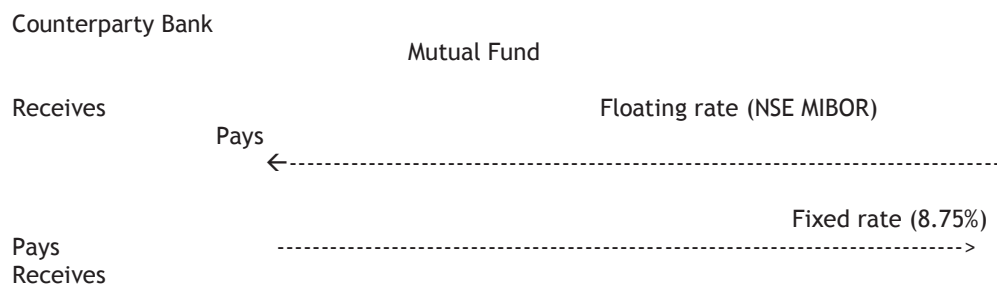 Counterparty Bank
Mutual Fund
Receives Floating rate (NSE MIBOR)
Pays
←--------------------------------------------------------------------------------
Fixed rate (8.75%)
Pays ------------------------------------------------------------------------------>
Receives